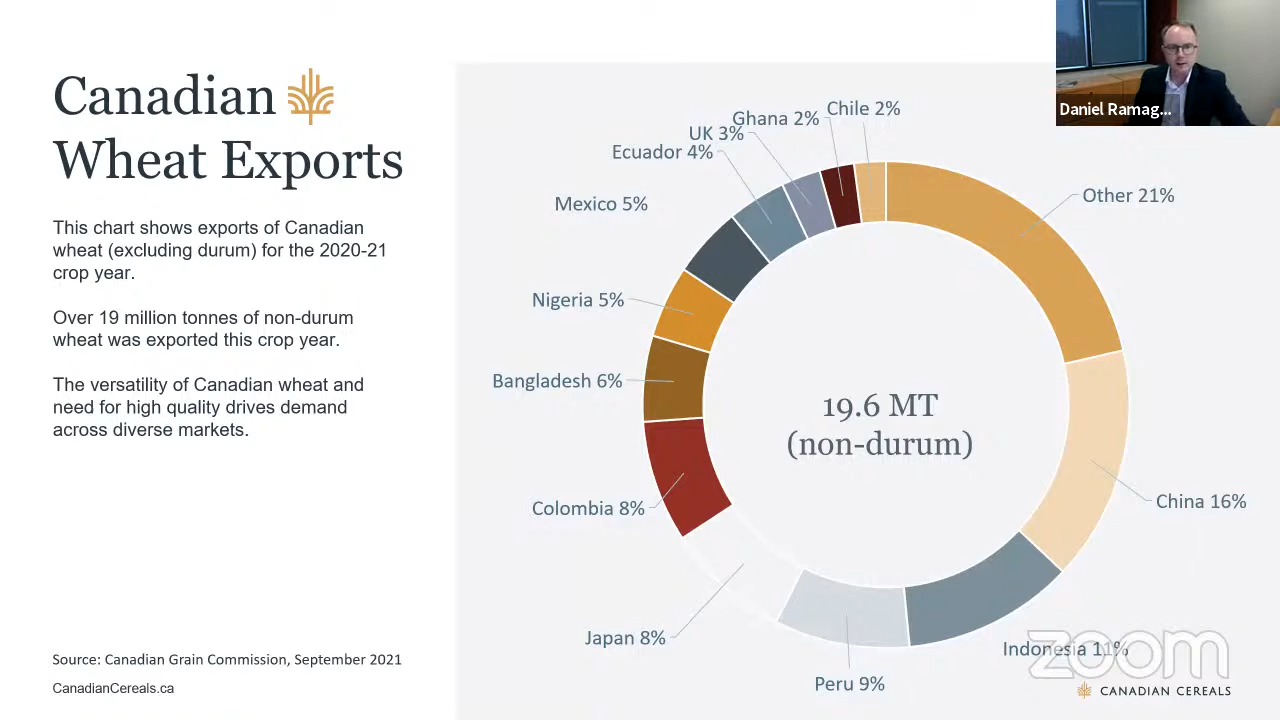 Canadian
Wheat Exports
This chart shows exports of Canadian
wheat (excluding durum) for the 2020-21
crop year.
Over 19 million tonnes of non-durum
wheat was exported this crop year.
The versatility of Canadian wheat and
need for high quality drives demand
across diverse markets.
Source: Canadian Grain Commission, September 2021
CanadianCereals.ca
Daniel Ramag...
Chile 2%
Ghana 2%
UK 3%
Ecuador 4%
Mexico 5%
Nigeria 5%
Bangladesh 6%
Colombia 8%
Japan 8%
Peru 9%
Indonesia 11%
China 16%
Other 21%
19.6 MT
(non-durum)
zoom
CANADIAN CEREALS